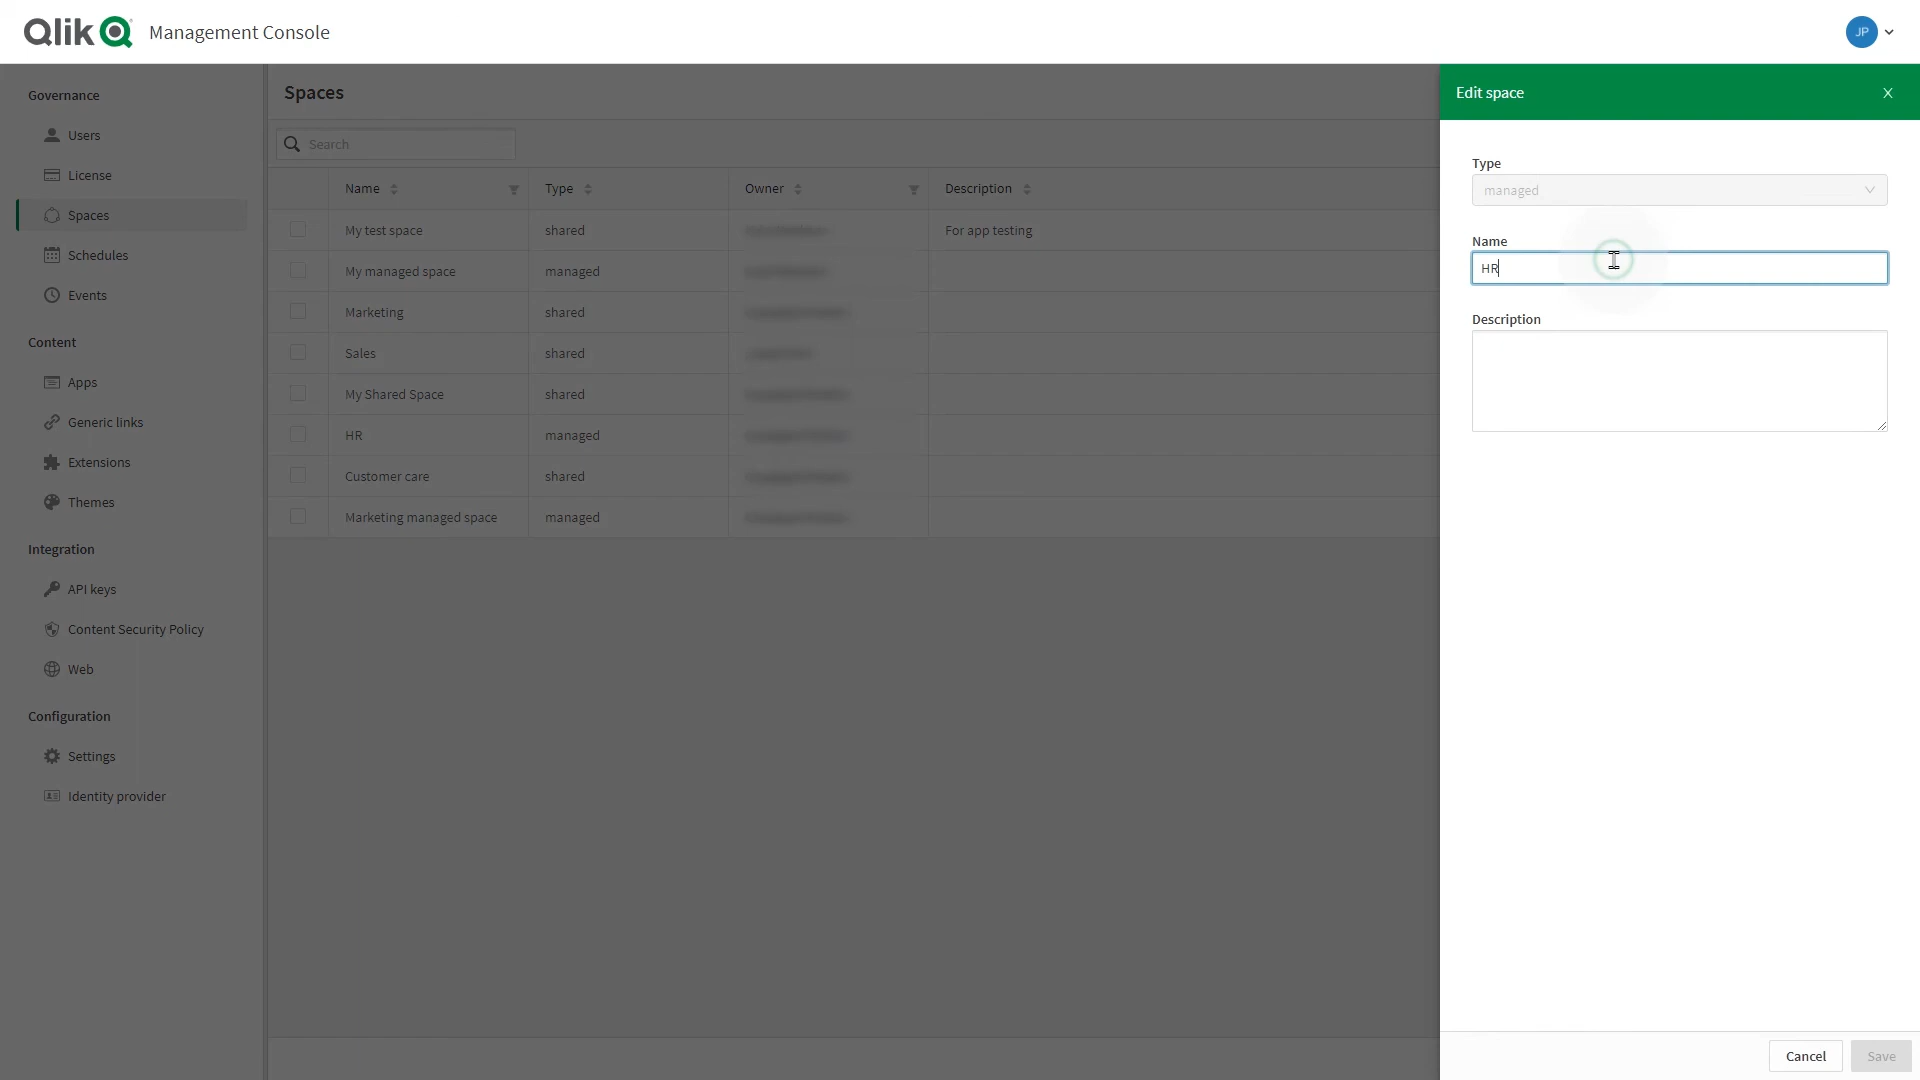 Qlik Management Console
JP
Governance
Users
License
Spaces
Schedules
Events
Content
Apps
Generic links
Extensions
Themes
Integration
API keys
Content Security Policy
Web
Configuration
Settings
Identity provider
Spaces
Search
Name Type Owner Description
My test space shared For app testing
My managed space managed
Marketing shared
Sales shared
My Shared Space shared
HR managed
Customer care shared
Marketing managed space managed
Edit space X
Type
managed
Name
HR
Description
Cancel Save